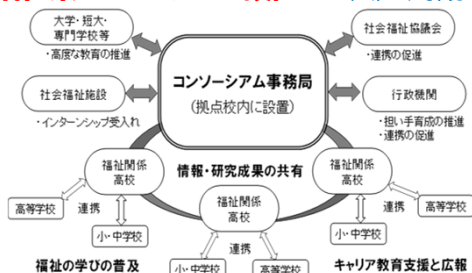 大学・短大・
専門学校等
・高度な教育の推進
社会福祉協議会
・連携の促進
コンソーシアム事務局
(拠点校内に設置)
社会福祉施設
・インターンシップ受入れ
行政機関
・担い手育成の推進
・連携の促進
福祉関係
高校
情報・研究成果の共有
福祉関係
高校
福祉関係
高校
高等学校
連携
小・中学校
連携
高等学校
小・中学校
連携
福祉の学びの普及
小・中学校
高等学校
キャリア教育支援と広報